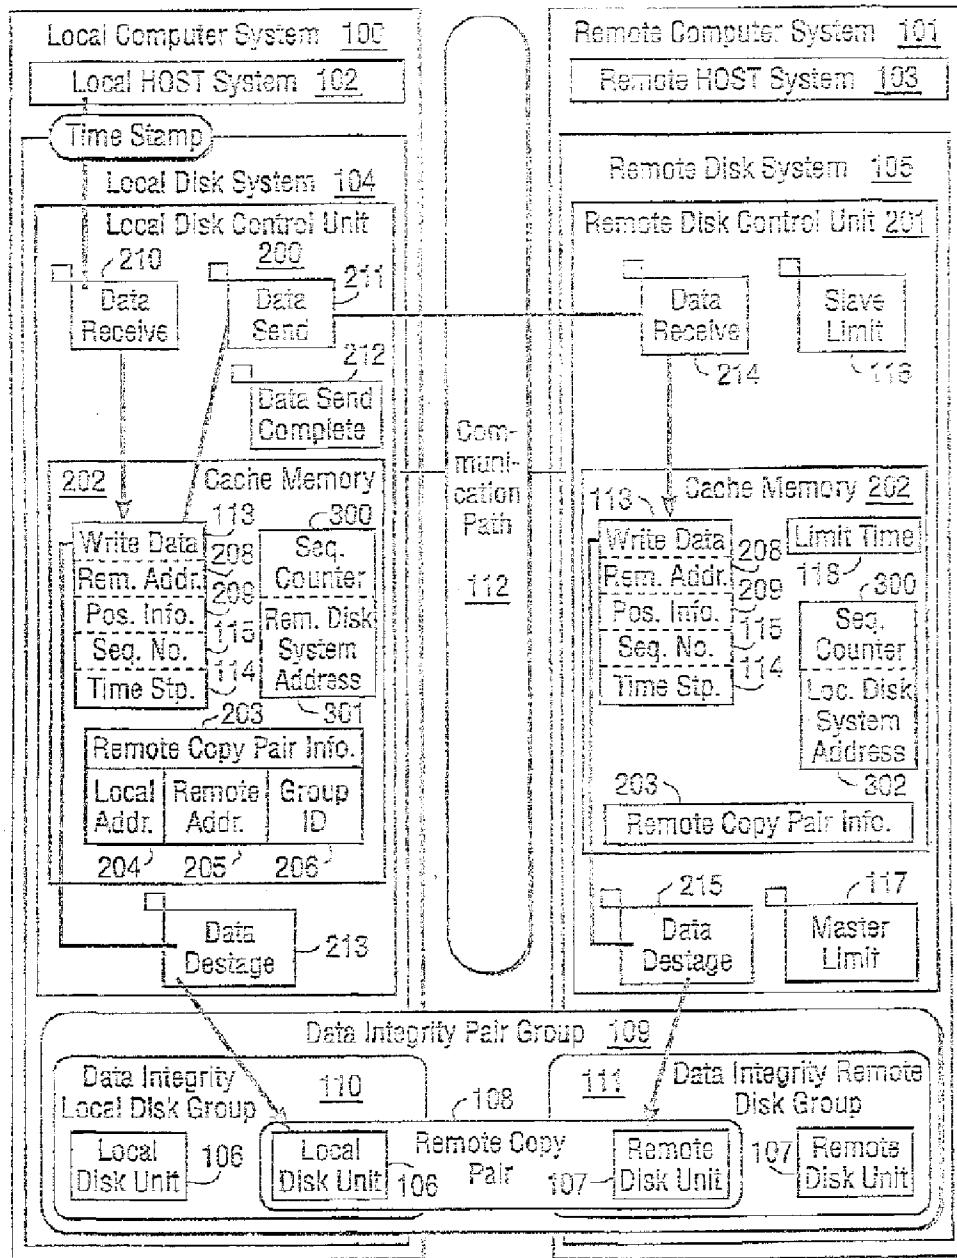 Local Computer System 100
Local HOST System 102
Time Stamp
Local Disk System 104
Local Disk Control Unit
200
210
Data
Receive
Data
Send
211
212
Data Send
Complete
202
Cache Memory
113
Write Data
208
Rem. Addr.
209
Pos. Info.
115
Seq. No.
114
Time Stp.
300
Seq.
Counter
Rem. Disk
System
Address
301
203
Remote Copy Pair Info.
Local
Addr.
Remote
Addr.
Group
ID
204
205
206
Data
Destage
213
Com-
muni-
cation
Path
112
Remote Computer System 101
Remote HOST System 103
Remote Disk System 105
Remote Disk Control Unit 201
Data
Receive
214
Slave
Limit
116
Cache Memory 202
113
Write Data
208
Rem. Addr.
209
Pos. Info.
115
Seq. No.
114
Time Stp.
Limit Time
118
300
Seq.
Counter
Loc. Disk
System
Address
302
203
Remote Copy Pair Info.
215
Data
Destage
117
Master
Limit
Data Integrity Pair Group 109
Data Integrity
Local Disk Group
110
111
Data Integrity Remote
Disk Group
108
Remote Copy
Pair
Local
Disk Unit
106
Local
Disk Unit
106
107
Remote
Disk Unit
107
Remote
Disk Unit